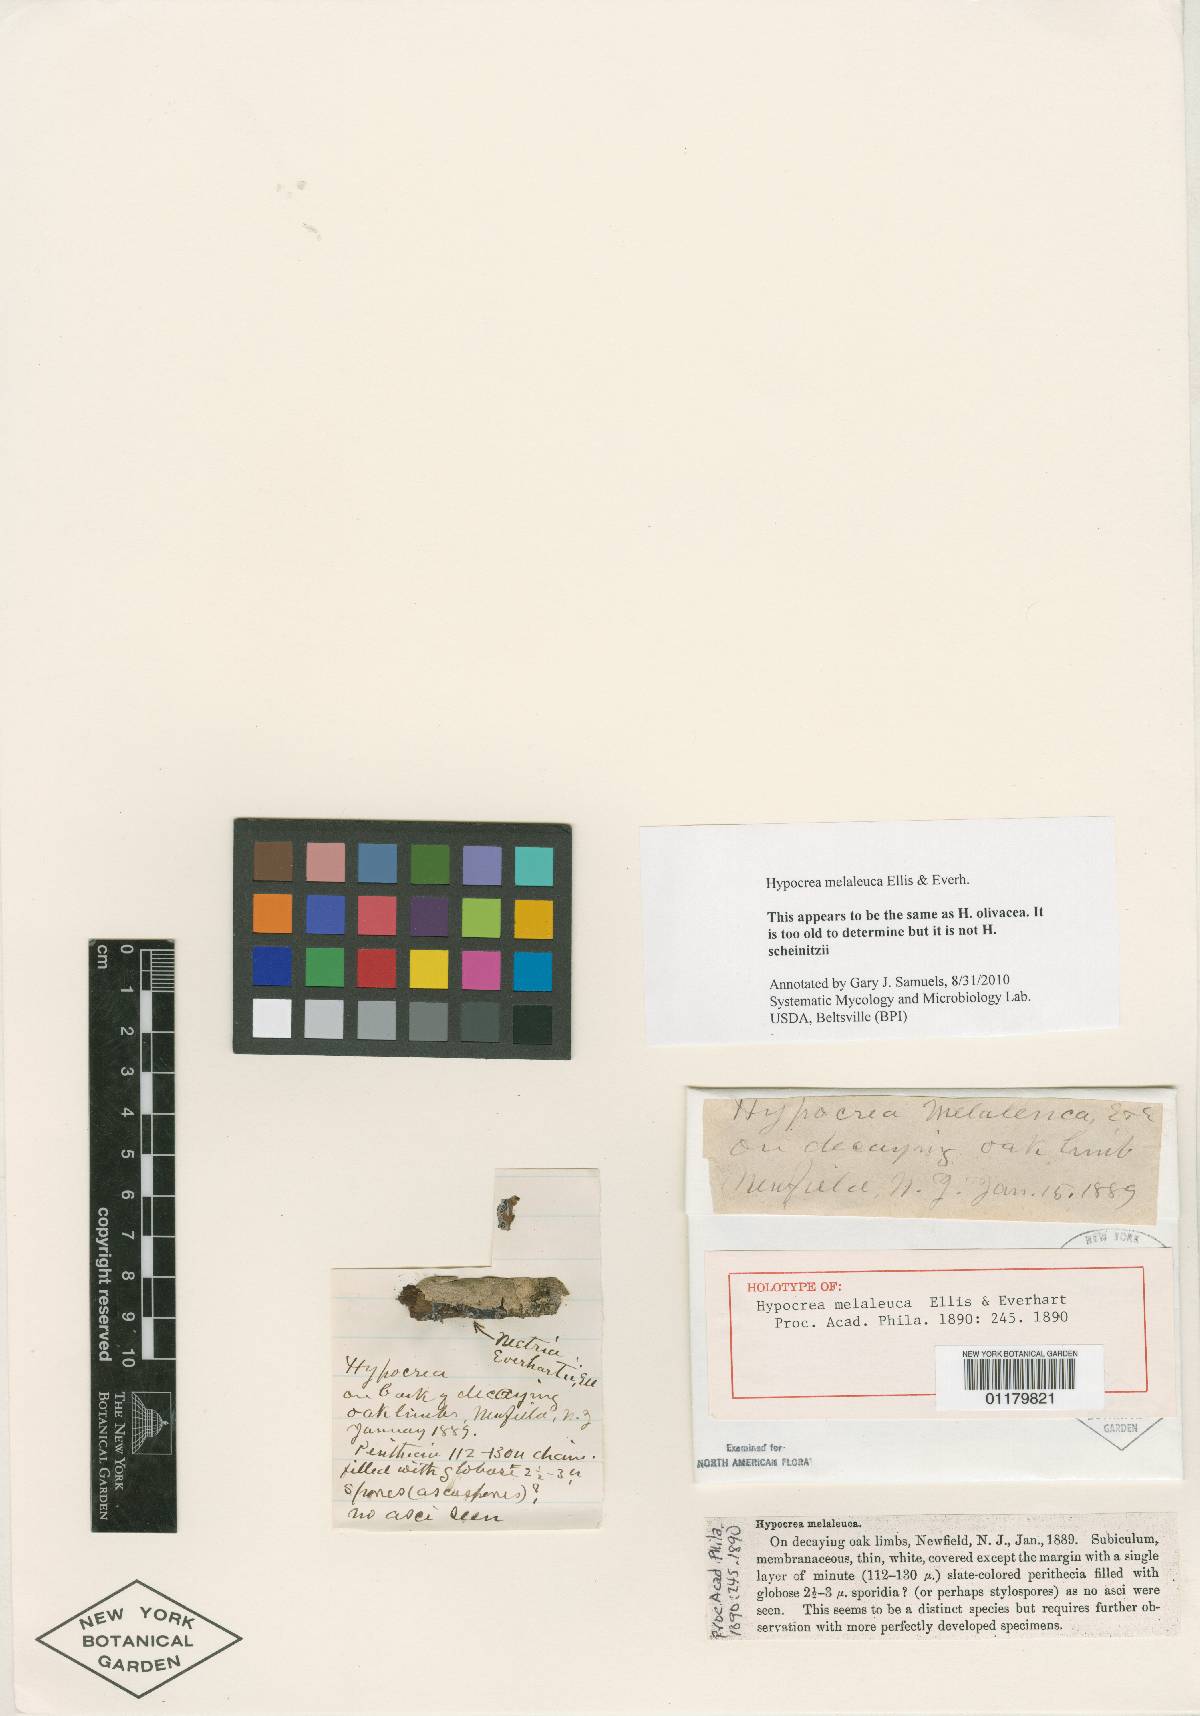 Hypocrea melaleuca Ellis & Everh.
This appears to be the same as H. olivacea. It
is too old to determine but it is not H.
scheinitzii
Annotated by Gary J. Samuels, 8/31/2010
Systematic Mycology and Microbiology Lab.
USDA, Beltsville (BPI)
0
cm
1
2
3
4
5
6
7
8
9
10
copyright reserved
THE NEW YORK
BOTANICAL GARDEN
Hypocrea melaleuca, E&E
on decaying oak limb
Newfield, N. J. Jan. 15. 1889
NEW YORK
HOLOTYPE OF:
Hypocrea melaleuca Ellis & Everhart
Proc. Acad. Phila. 1890: 245. 1890
NEW YORK BOTANICAL GARDEN
01179821
GARDEN
Examined for
NORTH AMERICAN FLORA
Nectria
Everhartii, Ell
Hypocrea
on bark of decaying
oak limbs, Newfield, N.J
January 1889.
Perithecia 112-130u diam.
filled with globose 2½-3 u
spores (ascospores)?
no asci seen
Proc. Acad. Phila.
1890:245.1890
Hypocrea melaleuca.
On decaying oak limbs, Newfield, N. J., Jan., 1889. Subiculum,
membranaceous, thin, white, covered except the margin with a single
layer of minute (112–130 μ.) slate-colored perithecia filled with
globose 2½–3 μ. sporidia? (or perhaps stylospores) as no asci were
seen. This seems to be a distinct species but requires further ob-
servation with more perfectly developed specimens.
NEW YORK
BOTANICAL
GARDEN